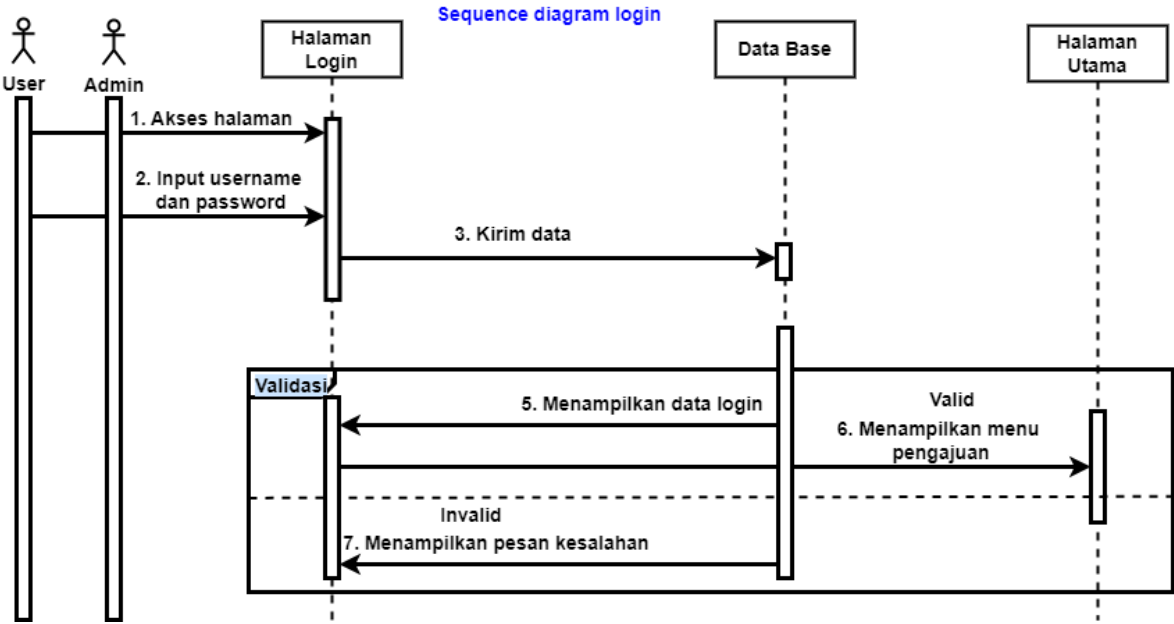 Sequence diagram login
User
Admin
Halaman
Login
Data Base
Halaman
Utama
1. Akses halaman
2. Input username
dan password
3. Kirim data
Validasi
5. Menampilkan data login
Valid
6. Menampilkan menu
pengajuan
Invalid
7. Menampilkan pesan kesalahan